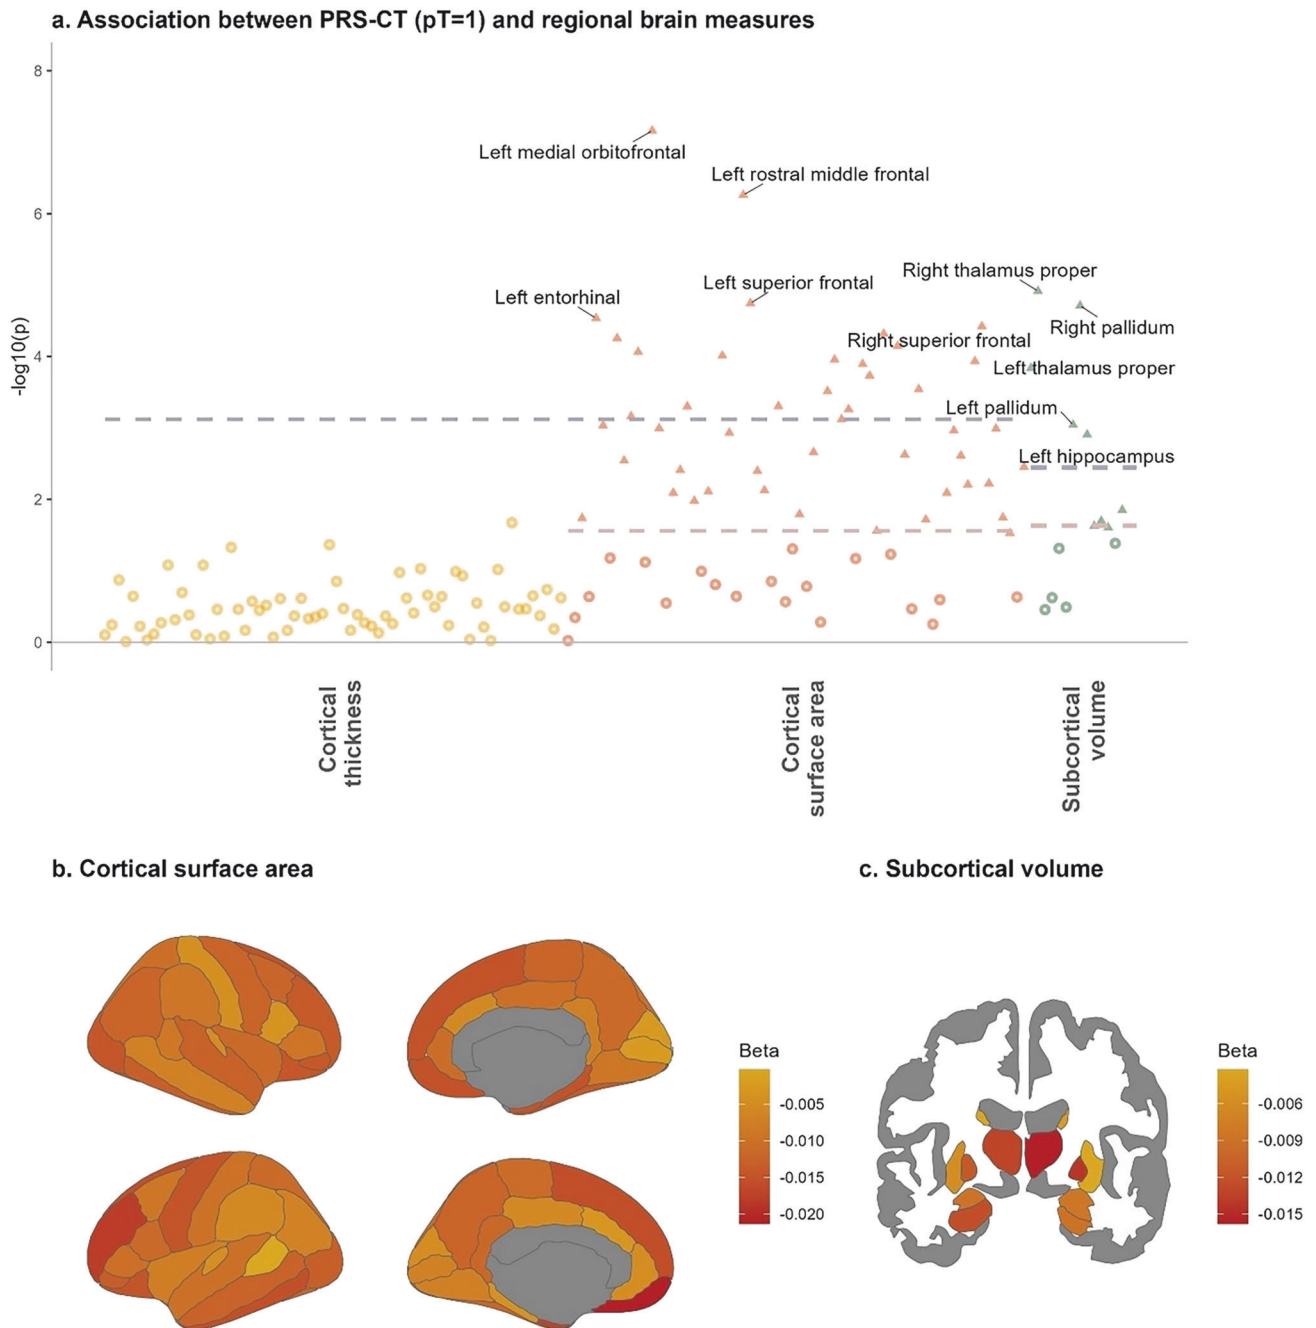 a. Association between PRS-CT (pT=1) and regional brain measures
8
6
4
2
0
-log10(p)
Left medial orbitofrontal
Left rostral middle frontal
Right thalamus proper
Left superior frontal
Left entorhinal
Right pallidum
Right superior frontal
Left thalamus proper
Left pallidum
Left hippocampus
Cortical
thickness
Cortical
surface area
Subcortical
volume
b. Cortical surface area
c. Subcortical volume
Beta
-0.005
-0.010
-0.015
-0.020
Beta
-0.006
-0.009
-0.012
-0.015